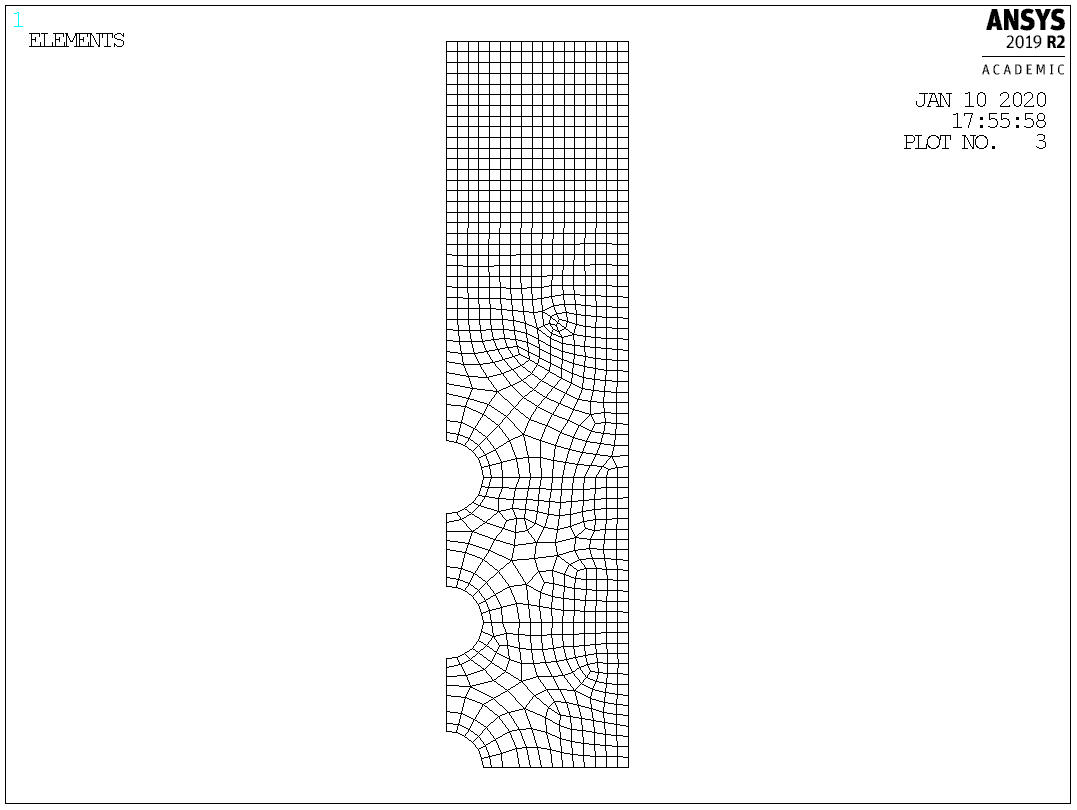 1
ELEMENTS
ANSYS
2019 R2
ACADEMIC
JAN 10 2020
17:55:58
PLOT NO. 3